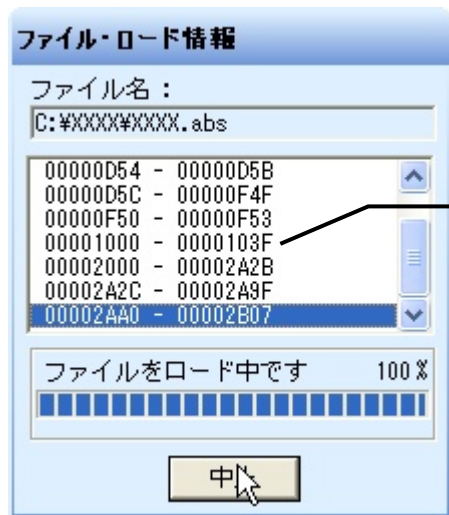 ファイル・ロード情報
ファイル名：
C:¥XXXX¥XXXX.abs
00000D54 - 00000D5B
00000D5C - 00000F4F
00000F50 - 00000F53
00001000 - 0000103F
00002000 - 00002A2B
00002A2C - 00002A9F
00002AA0 - 00002B07
ファイルをロード中です 100%
中